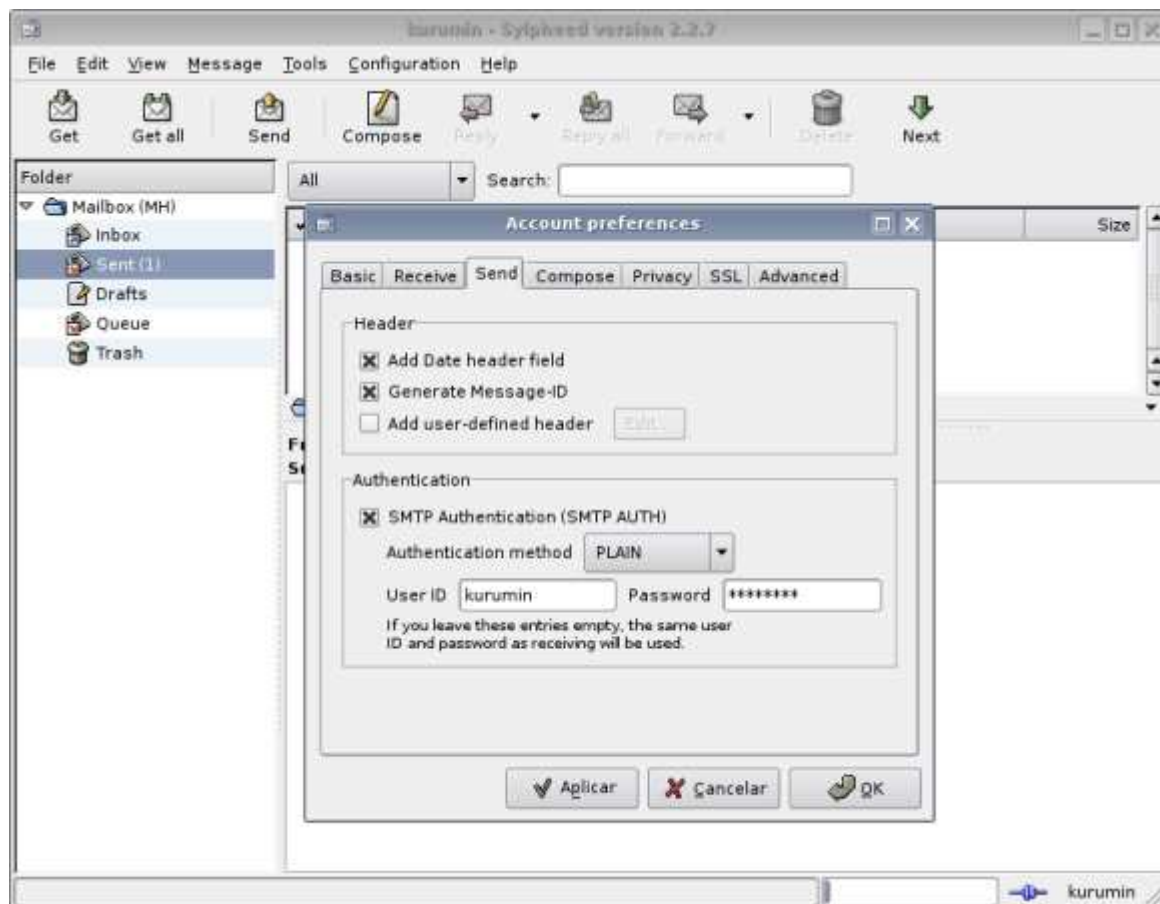 kurumin - Sylpheed version 2.2.7
File Edit View Message Tools Configuration Help
Get Get all Send Compose Reply Reply all Forward Delete Next
Folder
All Search:
Mailbox (MH)
Inbox
Sent (1)
Drafts
Queue
Trash
Size
Account preferences
Basic Receive Send Compose Privacy SSL Advanced
Header
Add Date header field
Generate Message-ID
Add user-defined header Edit...
Authentication
SMTP Authentication (SMTP AUTH)
Authentication method PLAIN
User ID kurumin Password ********
If you leave these entries empty, the same user
ID and password as receiving will be used.
Aplicar Cancelar OK
kurumin